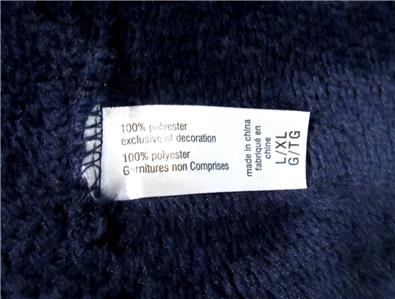 100% polyester
exclusive of decoration
100% polyester
Garnitures non Comprises
made in china
fabriqué en
chine
L/XL
G/TG